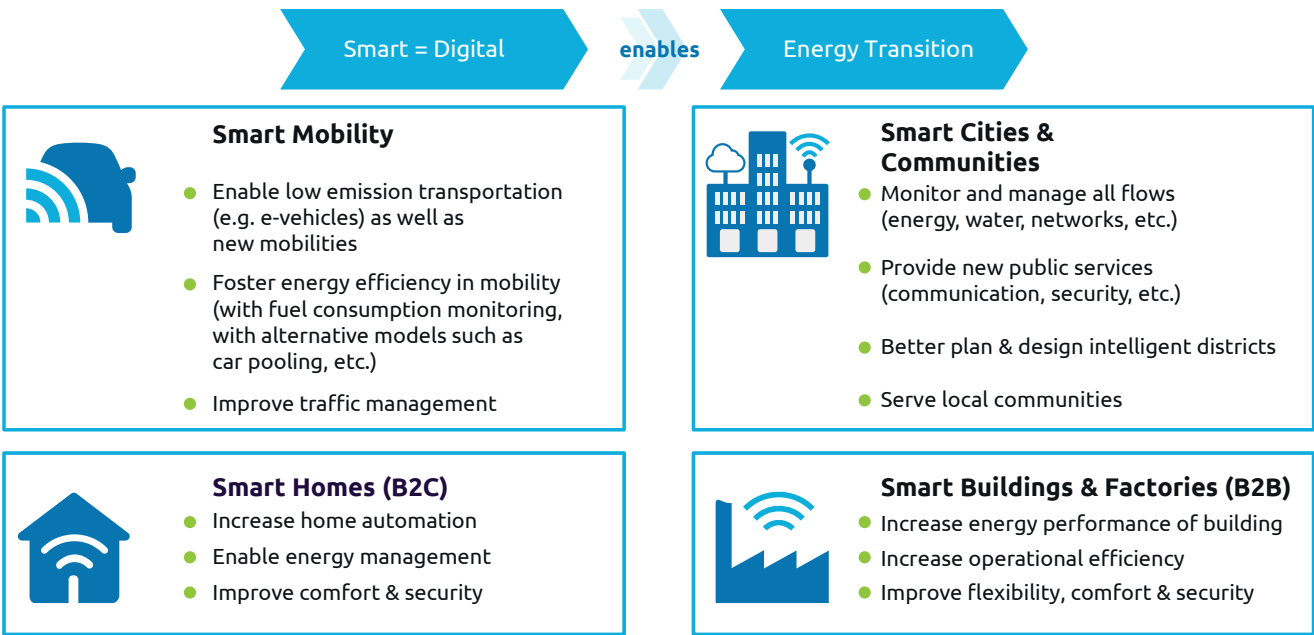 Smart = Digital
enables
Energy Transition
Smart Mobility
Enable low emission transportation
(e.g. e-vehicles) as well as
new mobilities
Foster energy efficiency in mobility
(with fuel consumption monitoring,
with alternative models such as
car pooling, etc.)
Improve traffic management
Smart Cities &
Communities
Monitor and manage all flows
(energy, water, networks, etc.)
Provide new public services
(communication, security, etc.)
Better plan & design intelligent districts
Serve local communities
Smart Homes (B2C)
Increase home automation
Enable energy management
Improve comfort & security
Smart Buildings & Factories (B2B)
Increase energy performance of building
Increase operational efficiency
Improve flexibility, comfort & security